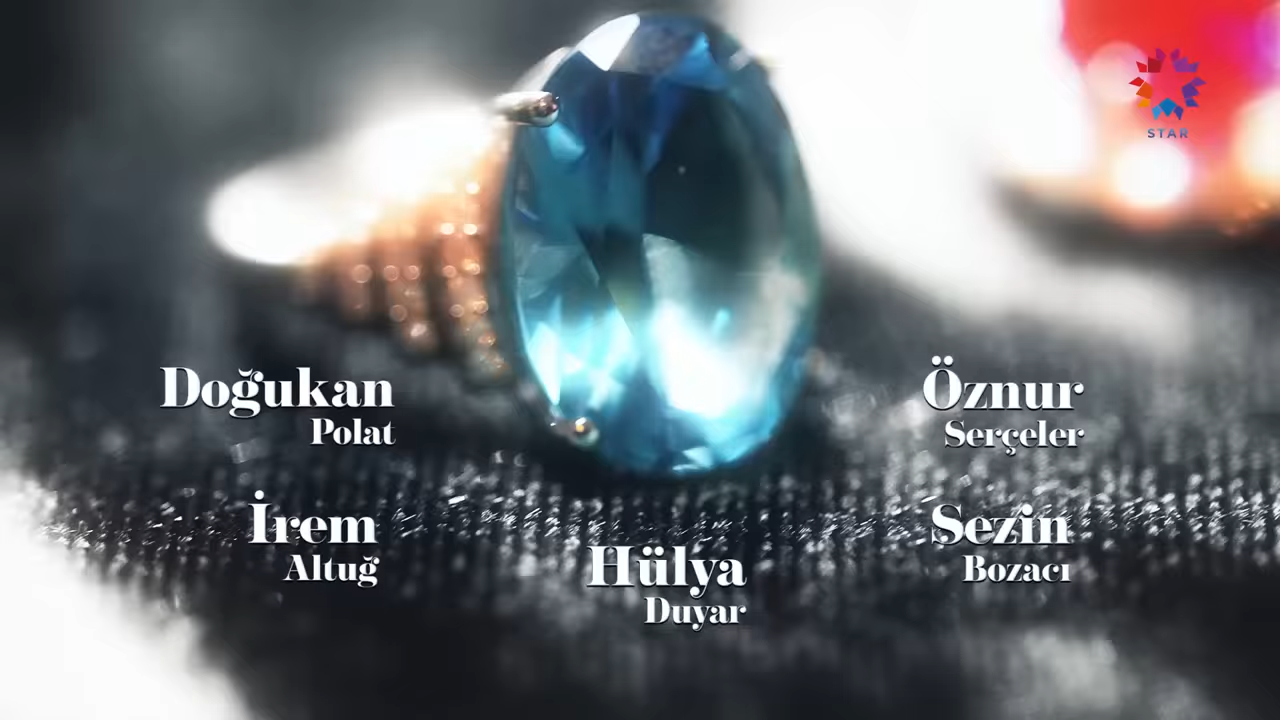 STAR
Doğukan
Polat
Öznur
Serçeler
İrem
Altuğ
Sezin
Bozacı
Hülya
Duyar